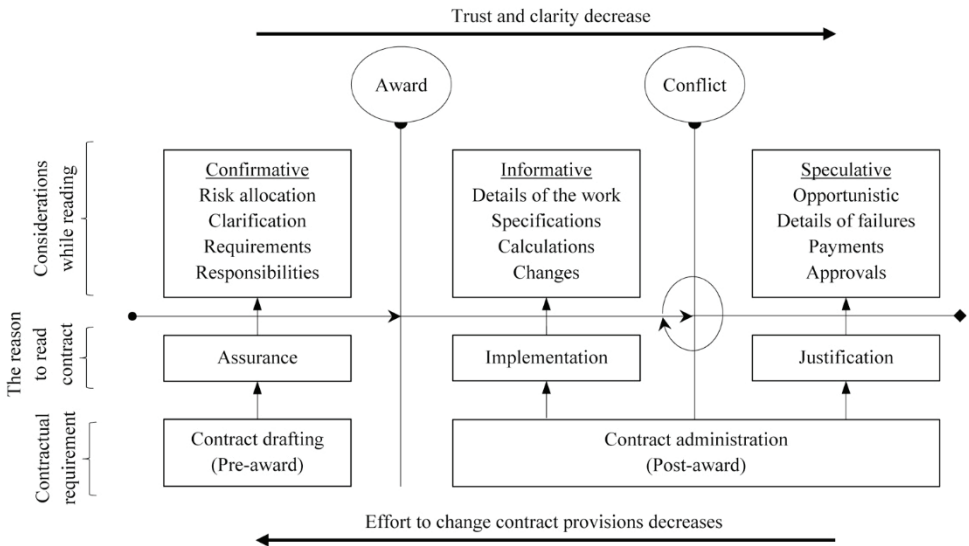 Trust and clarity decrease
Award
Conflict
Considerations
while reading
Confirmative
Risk allocation
Clarification
Requirements
Responsibilities
Informative
Details of the work
Specifications
Calculations
Changes
Speculative
Opportunistic
Details of failures
Payments
Approvals
The reason
to read
contract
Assurance
Implementation
Justification
Contractual
requirement
Contract drafting
(Pre-award)
Contract administration
(Post-award)
Effort to change contract provisions decreases